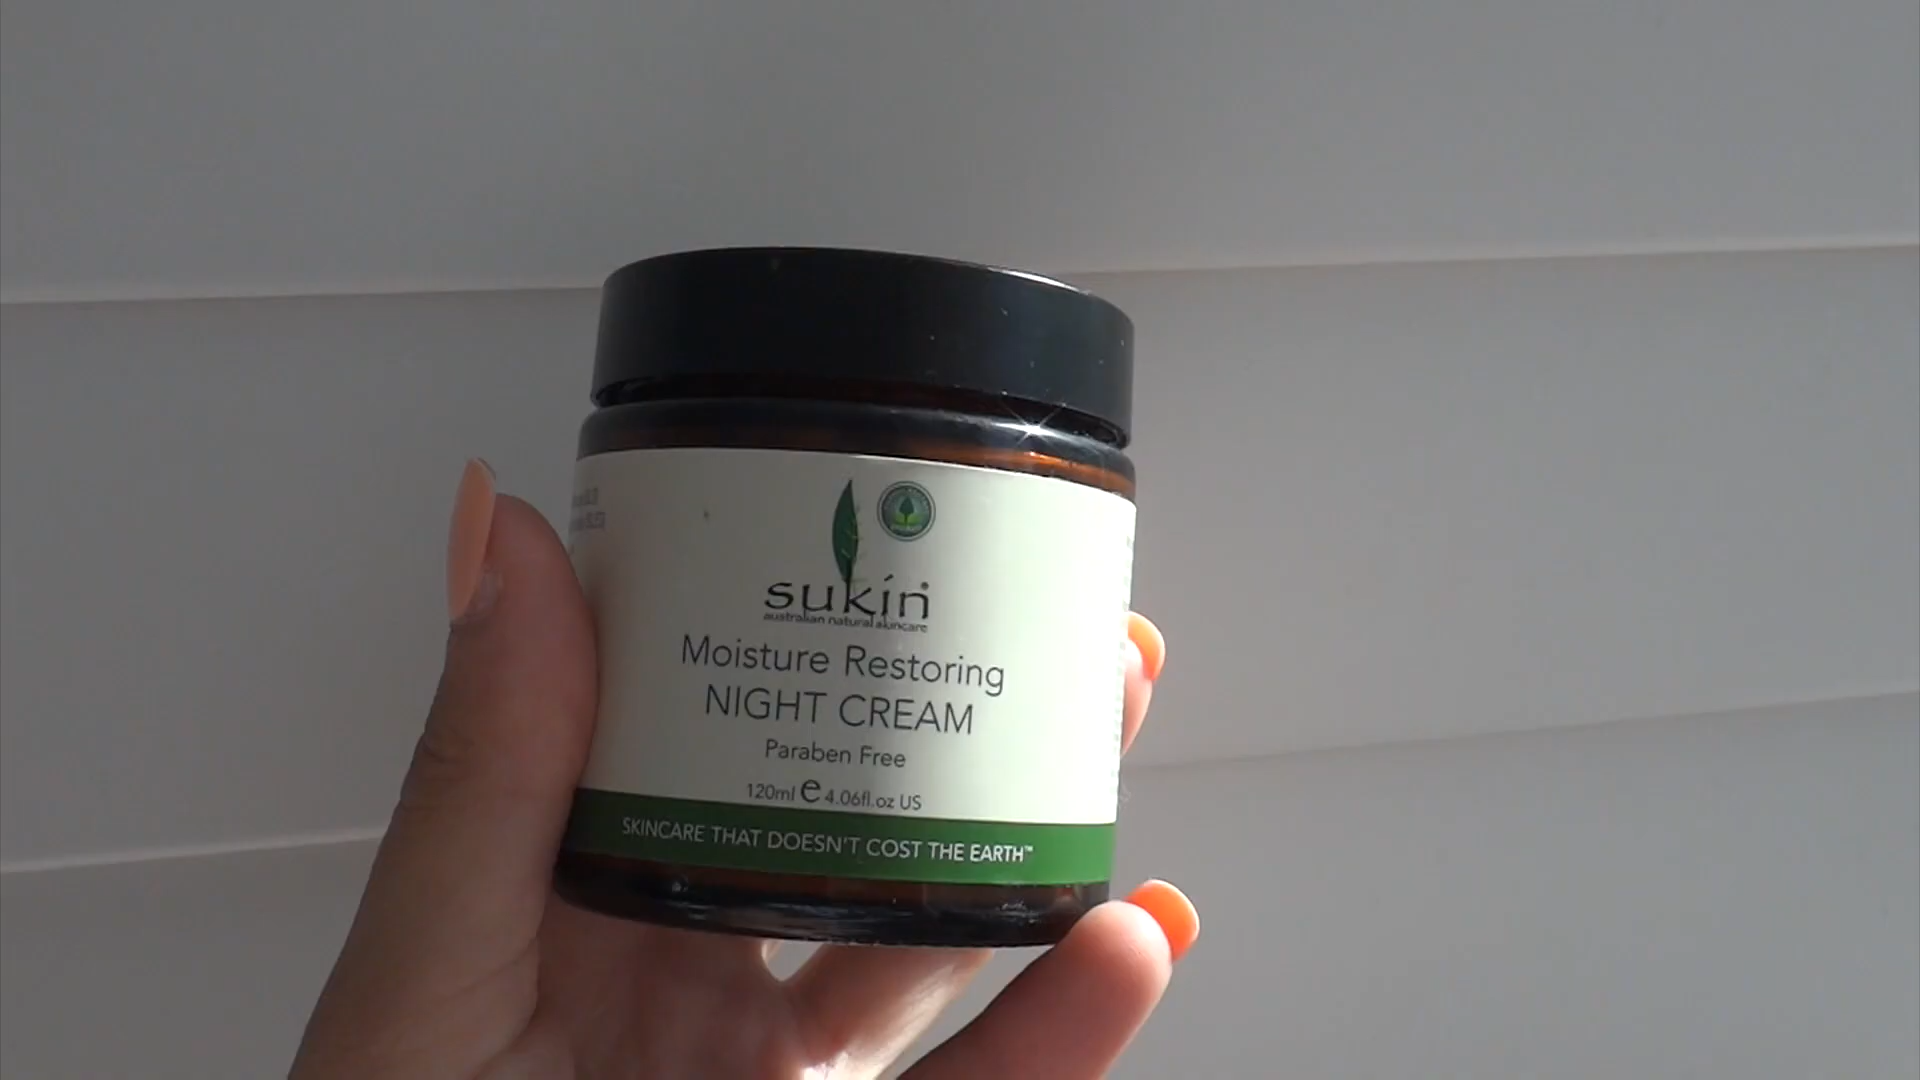 sukin®
australian natural skincare
Moisture Restoring
NIGHT CREAM
Paraben Free
120ml e 4.06fl.oz US
SKINCARE THAT DOESN'T COST THE EARTH™